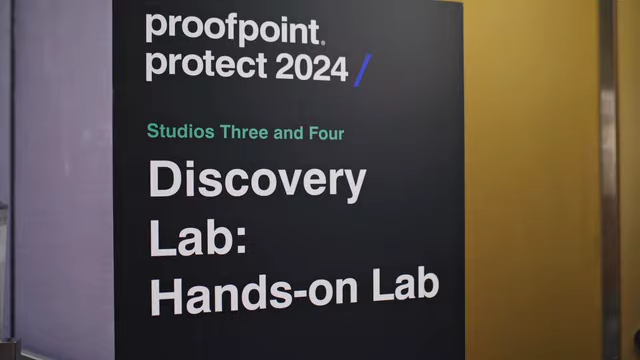 proofpoint.
protect 2024/
Studios Three and Four
Discovery
Lab:
Hands-on Lab